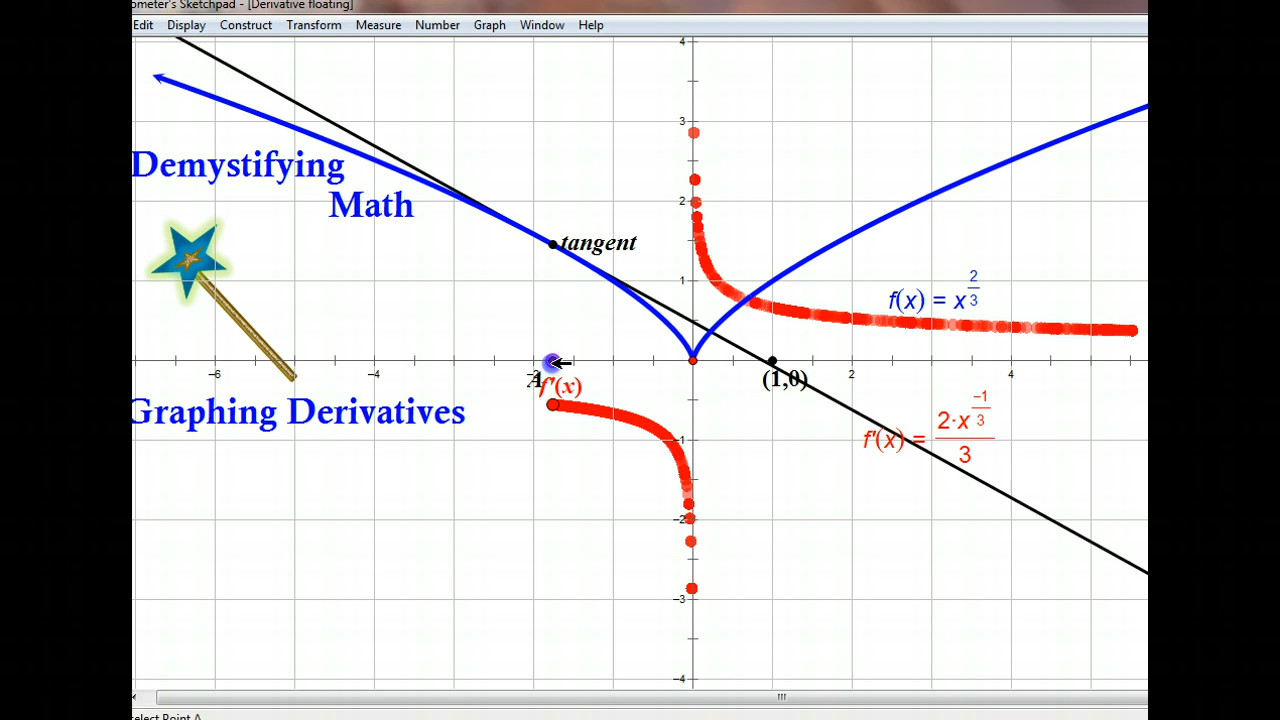 ometer's Sketchpad - [Derivative floating]
Edit Display Construct Transform Measure Number Graph Window Help
4
3
Demystifying
Math
2
tangent
1
f(x) = x^(2/3)
-6 -4 -2 2 4
A
(1,0)
f'(x)
Graphing Derivatives
f'(x) = 2·x^(-1/3)/3
-1
-2
-3
-4
elect Point A